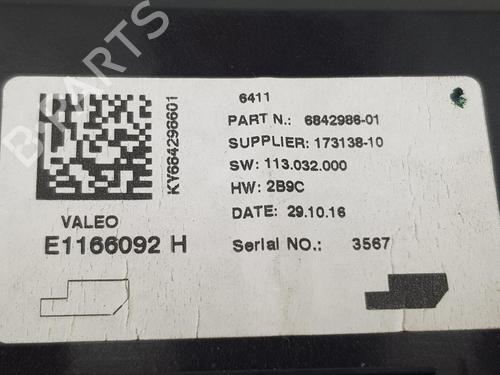 6411
PART N.: 6842986-01
SUPPLIER: 173138-10
SW: 113.032.000
HW: 2B9C
DATE: 29.10.16
Serial NO.: 3567
KY684298601
VALEO
E1166092 H
B-PARTS